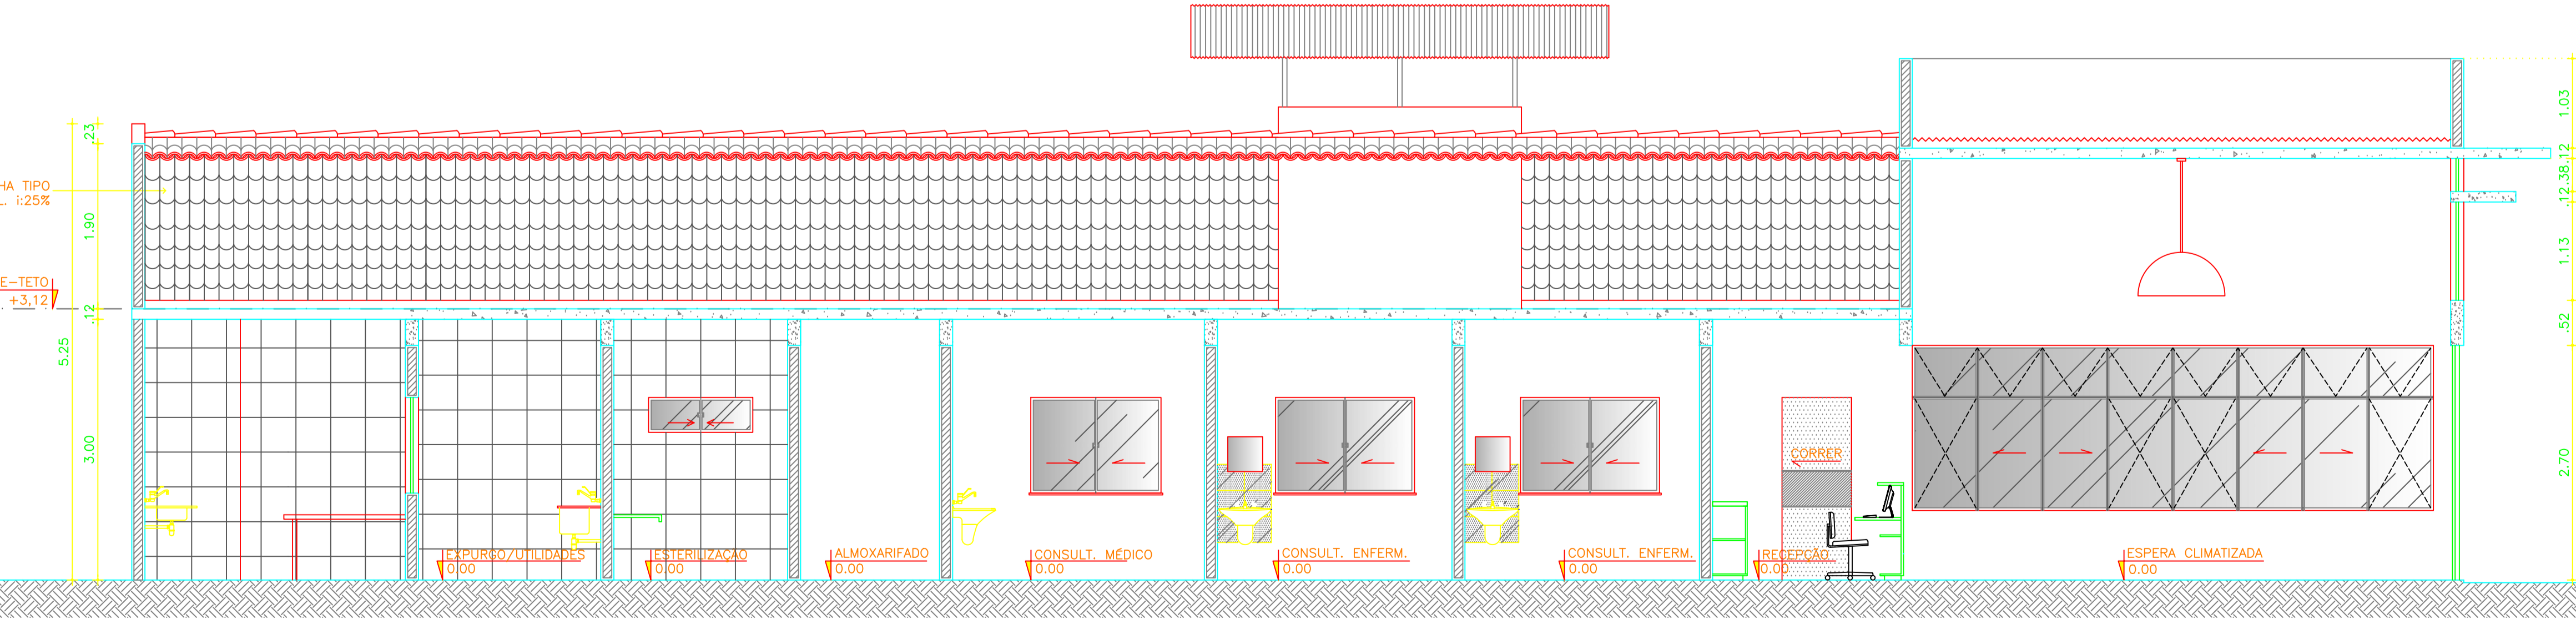 HA TIPO
L. i:25%
E-TETO
+3,12
.23
1.90
.12
3.00
5.25
EXPURGO/UTILIDADES
0.00
ESTERILIZAÇÃO
0.00
ALMOXARIFADO
0.00
CONSULT. MÉDICO
0.00
CONSULT. ENFERM.
0.00
CONSULT. ENFERM.
0.00
CORRER
RECEPÇÃO
0.00
ESPERA CLIMATIZADA
0.00
1.03
.12
.38
.12
1.13
.52
2.70